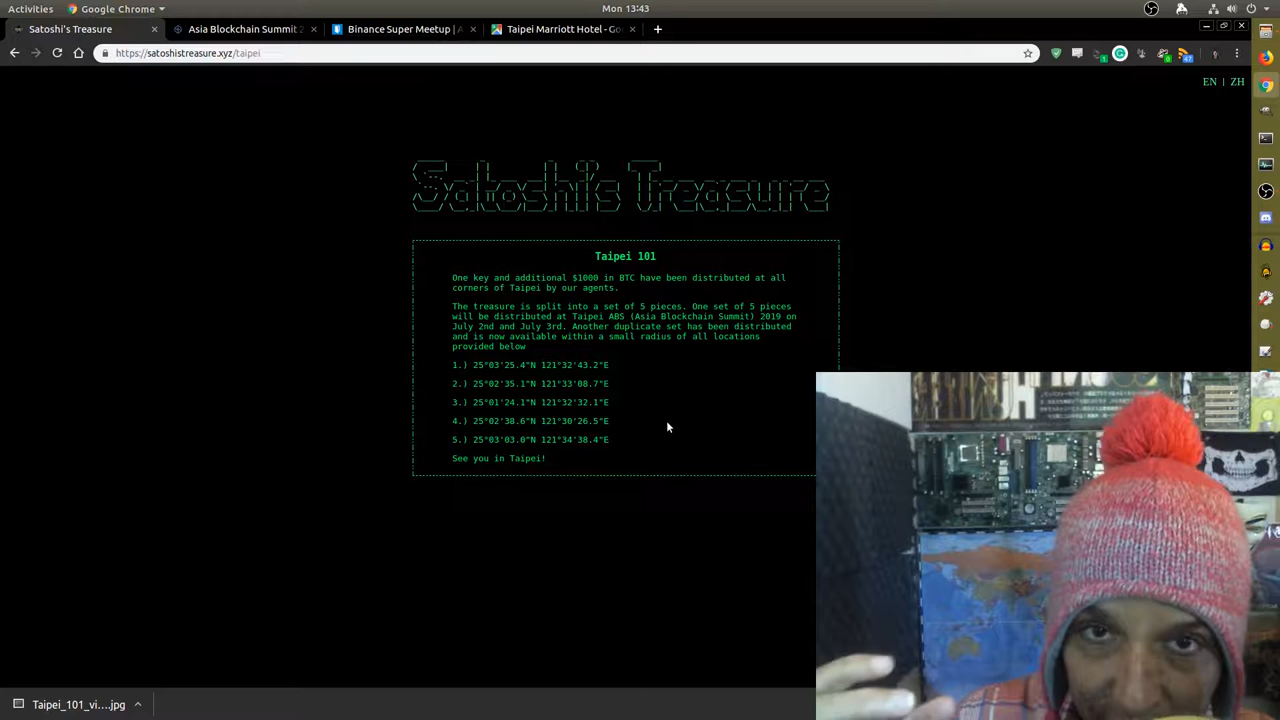 Activities
Google Chrome
Mon 13:43
Satoshi's Treasure
Asia Blockchain Summit 2
Binance Super Meetup | A
Taipei Marriott Hotel - Go
https://satoshistreasure.xyz/taipei
1
0
47
EN | ZH
Satoshi's Treasure
Taipei 101
One key and additional $1000 in BTC have been distributed at all
corners of Taipei by our agents.
The treasure is split into a set of 5 pieces. One set of 5 pieces
will be distributed at Taipei ABS (Asia Blockchain Summit) 2019 on
July 2nd and July 3rd. Another duplicate set has been distributed
and is now available within a small radius of all locations
provided below
1.) 25°03'25.4"N 121°32'43.2"E
2.) 25°02'35.1"N 121°33'08.7"E
3.) 25°01'24.1"N 121°32'32.1"E
4.) 25°02'38.6"N 121°30'26.5"E
5.) 25°03'03.0"N 121°34'38.4"E
See you in Taipei!
Taipei_101_vi....jpg